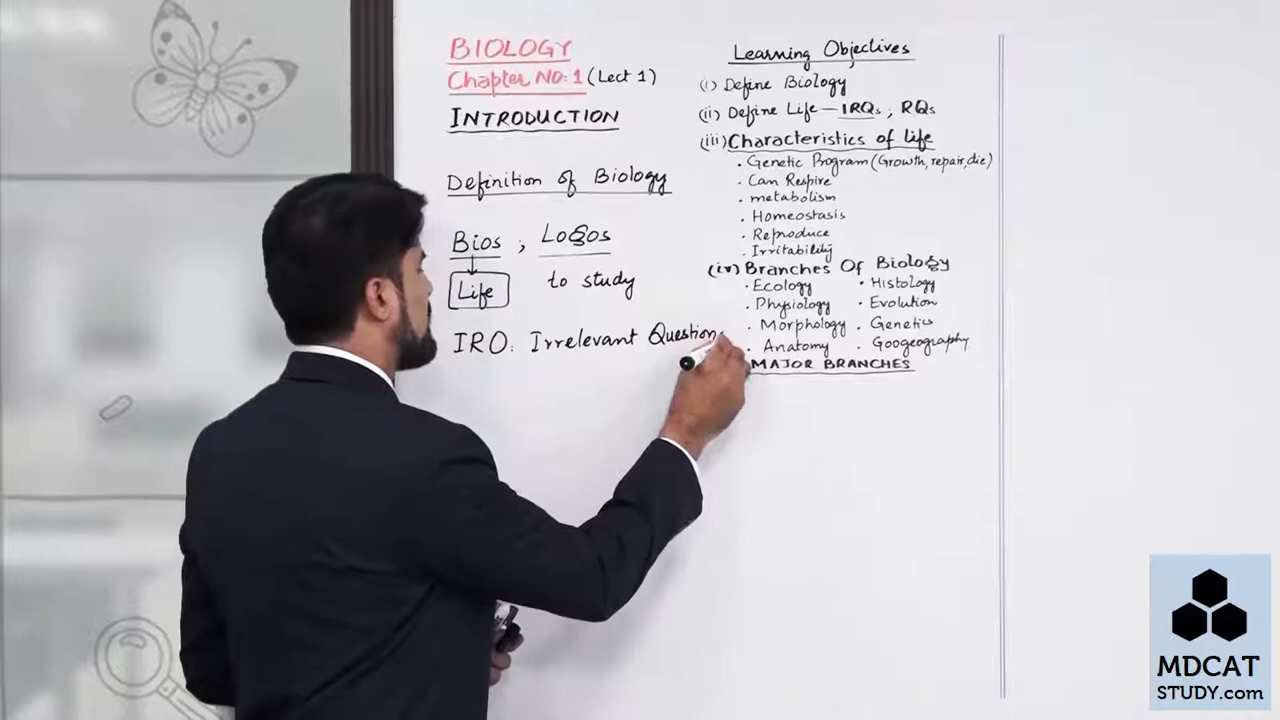 BIOLOGY
Chapter NO: 1 (Lect 1)
INTRODUCTION
Definition of Biology
Bios ; Logos
Life
to study
IRQ: Irrelevant Question
Learning Objectives
(i) Define Biology
(ii) Define Life — IRQs ; RQs
(iii) Characteristics of life
. Genetic Program (Growth, repair, die)
. Can Respire
. metabolism
. Homeostasis
. Reproduce
. Irritability
(iv) Branches Of Biology
. Ecology . Histology
. Physiology . Evolution
. Morphology . Genetics
. Anatomy . Googeography
MAJOR BRANCHES
MDCAT
STUDY.com